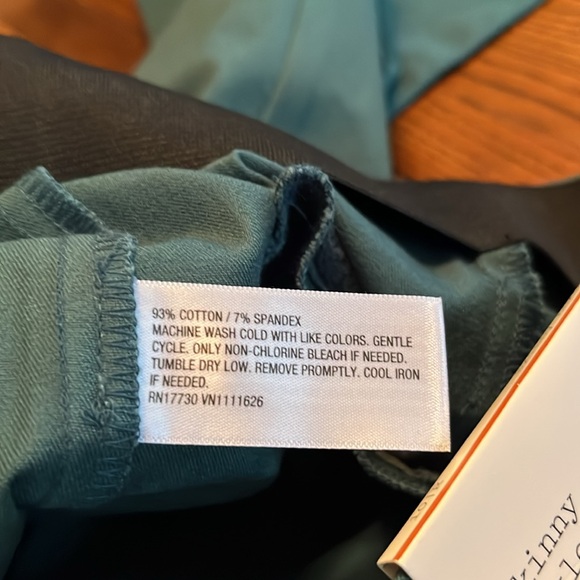 93% COTTON / 7% SPANDEX
MACHINE WASH COLD WITH LIKE COLORS. GENTLE
CYCLE. ONLY NON-CHLORINE BLEACH IF NEEDED.
TUMBLE DRY LOW. REMOVE PROMPTLY. COOL IRON
IF NEEDED.
RN17730 VN1111626